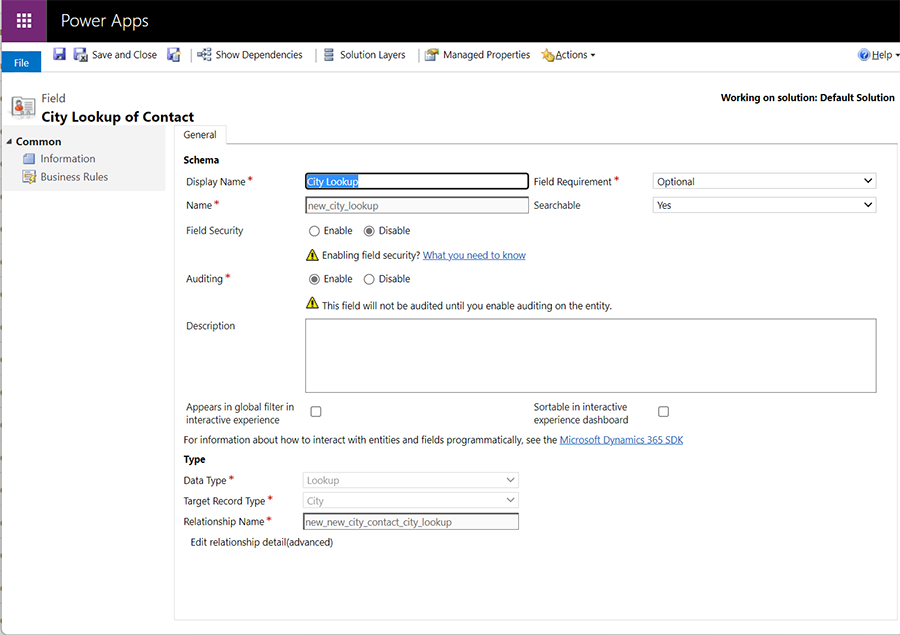 Power Apps
File
Save and Close
Show Dependencies
Solution Layers
Managed Properties
Actions
Help
Field
City Lookup of Contact
Working on solution: Default Solution
Common
Information
Business Rules
General
Schema
Display Name *
City Lookup
Field Requirement *
Optional
Name *
new_city_lookup
Searchable
Yes
Field Security
Enable
Disable
Enabling field security? What you need to know
Auditing *
Enable
Disable
This field will not be audited until you enable auditing on the entity.
Description
Appears in global filter in
interactive experience
Sortable in interactive
experience dashboard
For information about how to interact with entities and fields programmatically, see the Microsoft Dynamics 365 SDK
Type
Data Type *
Lookup
Target Record Type *
City
Relationship Name *
new_new_city_contact_city_lookup
Edit relationship detail(advanced)